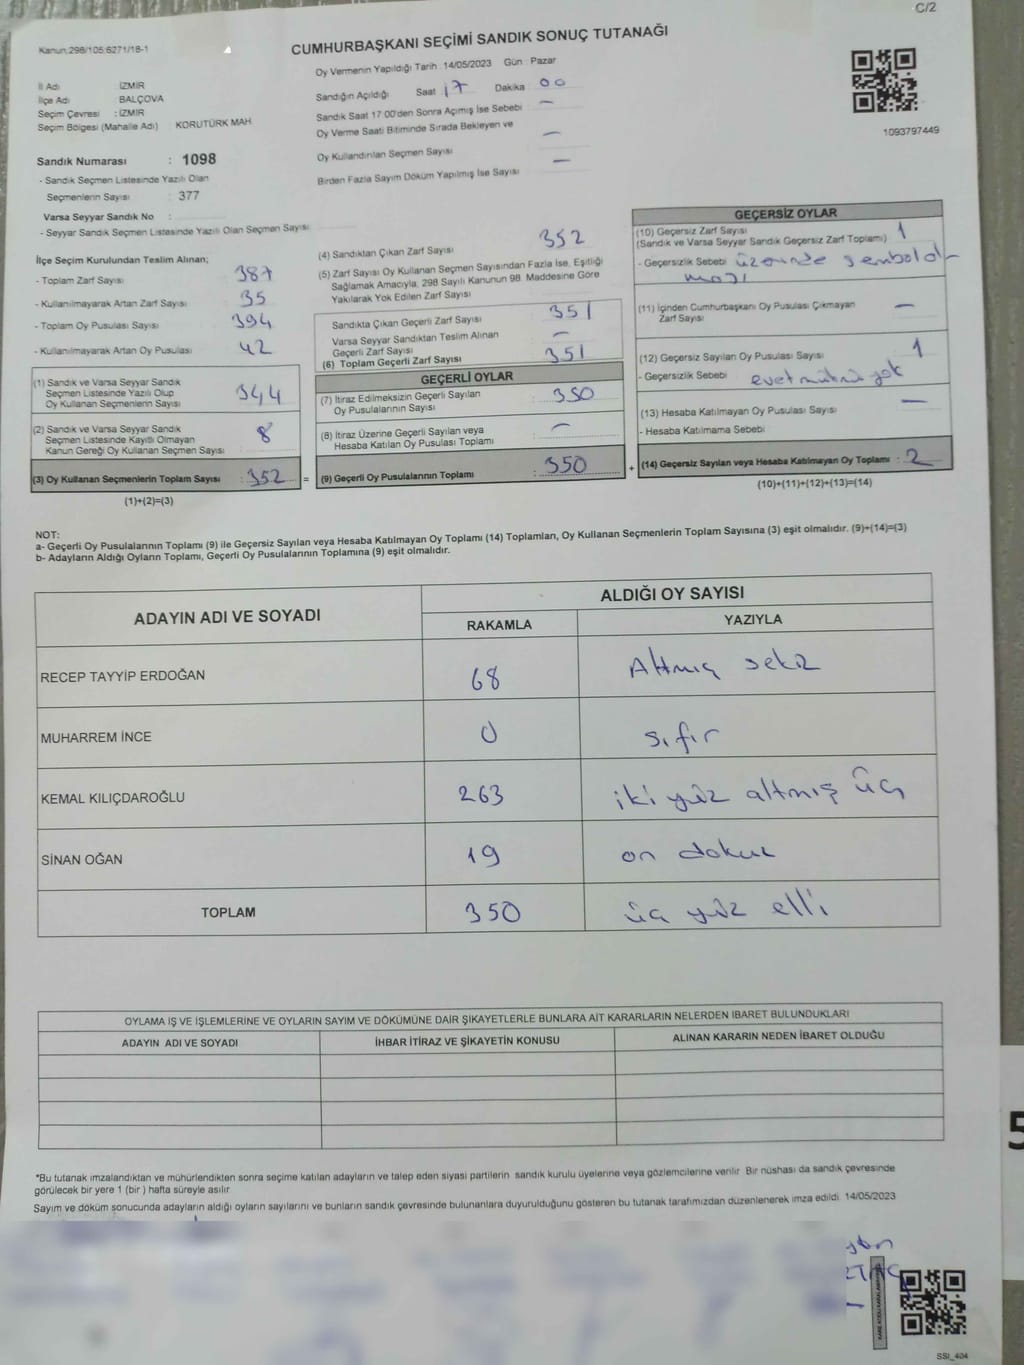 C/2
Kanun:298/105;6271/18-1
CUMHURBAŞKANI SEÇİMİ SANDIK SONUÇ TUTANAĞI
Oy Vermenin Yapıldığı Tarih :14/05/2023 Gün : Pazar
Sandığın Açıldığı Saat 17 Dakika 00
Sandık Saat 17 00'den Sonra Açımış İse Sebebi —
Oy Verme Saati Bitiminde Sırada Bekleyen ve
Oy Kullandırılan Seçmen Sayısı —
Birden Fazla Sayım Döküm Yapılmış İse Sayısı —
İl Adı : İZMİR
İlçe Adı : BALÇOVA
Seçim Çevresi : İZMİR
Seçim Bölgesi (Mahalle Adı) : KORUTÜRK MAH.
1093797449
Sandık Numarası : 1098
- Sandık Seçmen Listesinde Yazılı Olan
Seçmenlerin Sayısı : 377
Varsa Seyyar Sandık No :
- Seyyar Sandık Seçmen Listesinde Yazılı Olan Seçmen Sayısı:
İlçe Seçim Kurulundan Teslim Alınan;
- Toplam Zarf Sayısı : 387
- Kullanılmayarak Artan Zarf Sayısı : 35
- Toplam Oy Pusulası Sayısı : 394
- Kullanılmayarak Artan Oy Pusulası : 42
(1) Sandık ve Varsa Seyyar Sandık
Seçmen Listesinde Yazılı Olup
Oy Kullanan Seçmenlerin Sayısı : 344
(2) Sandık ve Varsa Seyyar Sandık
Seçmen Listesinde Kayıtlı Olmayan
Kanun Gereği Oy Kullanan Seçmen Sayısı : 8
(3) Oy Kullanan Seçmenlerin Toplam Sayısı : 352
(1)+(2)=(3)
(4) Sandıktan Çıkan Zarf Sayısı : 352
(5) Zarf Sayısı Oy Kullanan Seçmen Sayısından Fazla İse, Eşitliği
Sağlamak Amacıyla, 298 Sayılı Kanunun 98. Maddesine Göre
Yakılarak Yok Edilen Zarf Sayısı
Sandıkta Çıkan Geçerli Zarf Sayısı : 351
Varsa Seyyar Sandıktan Teslim Alınan
Geçerli Zarf Sayısı —
(6) Toplam Geçerli Zarf Sayısı : 351
GEÇERLİ OYLAR
(7) İtiraz Edilmeksizin Geçerli Sayılan
Oy Pusulalarının Sayısı : 350
(8) İtiraz Üzerine Geçerli Sayılan veya
Hesaba Katılan Oy Pusulası Toplamı : —
=
(9) Geçerli Oy Pusulalarının Toplamı : 350
GEÇERSİZ OYLAR
(10) Geçersiz Zarf Sayısı : 1
(Sandık ve Varsa Seyyar Sandık Geçersiz Zarf Toplamı)
- Geçersizlik Sebebi : üzerinde sembol ol-
ması
(11) İçinden Cumhurbaşkanı Oy Pusulası Çıkmayan
Zarf Sayısı —
(12) Geçersiz Sayılan Oy Pusulası Sayısı : 1
- Geçersizlik Sebebi : evet mührü yok
(13) Hesaba Katılmayan Oy Pusulası Sayısı : —
- Hesaba Katılmama Sebebi
+
(14) Geçersiz Sayılan veya Hesaba Katılmayan Oy Toplamı : 2
(10)+(11)+(12)+(13)=(14)
NOT:
a- Geçerli Oy Pusulalarının Toplamı (9) ile Geçersiz Sayılan veya Hesaba Katılmayan Oy Toplamı (14) Toplamları, Oy Kullanan Seçmenlerin Toplam Sayısına (3) eşit olmalıdır. (9)+(14)=(3)
b- Adayların Aldığı Oyların Toplamı, Geçerli Oy Pusulalarının Toplamına (9) eşit olmalıdır.
ADAYIN ADI VE SOYADI
ALDIĞI OY SAYISI
RAKAMLA YAZIYLA
RECEP TAYYİP ERDOĞAN 68 Altmış sekiz
MUHARREM İNCE 0 sıfır
KEMAL KILIÇDAROĞLU 263 iki yüz altmış üç
SİNAN OĞAN 19 on dokuz
TOPLAM 350 üç yüz elli
OYLAMA İŞ VE İŞLEMLERİNE VE OYLARIN SAYIM VE DÖKÜMÜNE DAİR ŞİKAYETLERLE BUNLARA AİT KARARLARIN NELERDEN İBARET BULUNDUKLARI
ADAYIN ADI VE SOYADI İHBAR İTİRAZ VE ŞİKAYETİN KONUSU ALINAN KARARIN NEDEN İBARET OLDUĞU
5
*Bu tutanak imzalandıktan ve mühürlendikten sonra seçime katılan adayların ve talep eden siyasi partilerin sandık kurulu üyelerine veya gözlemcilerine verilir. Bir nüshası da sandık çevresinde
görülecek bir yere 1 (bir ) hafta süreyle asılır
Sayım ve döküm sonucunda adayların aldığı oyların sayılarını ve bunların sandık çevresinde bulunanlara duyurulduğunu gösteren bu tutanak tarafımızdan düzenlenerek imza edildi. 14/05/2023
SSI_404